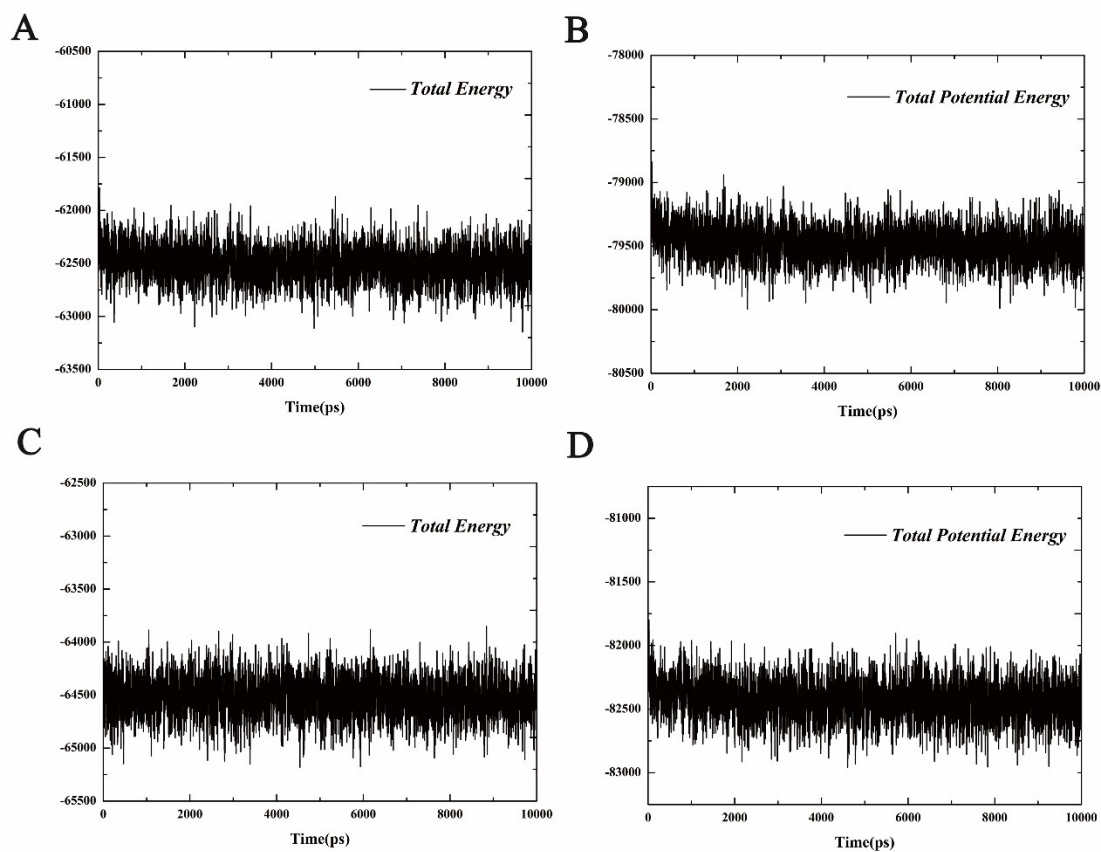 A
-60500
-61000
-61500
-62000
-62500
-63000
-63500
Total Energy
0 2000 4000 6000 8000 10000
Time(ps)
B
-78000
-78500
-79000
-79500
-80000
-80500
Total Potential Energy
0 2000 4000 6000 8000 10000
Time(ps)
C
-62500
-63000
-63500
-64000
-64500
-65000
-65500
Total Energy
0 2000 4000 6000 8000 10000
Time(ps)
D
-81000
-81500
-82000
-82500
-83000
Total Potential Energy
0 2000 4000 6000 8000 10000
Time(ps)